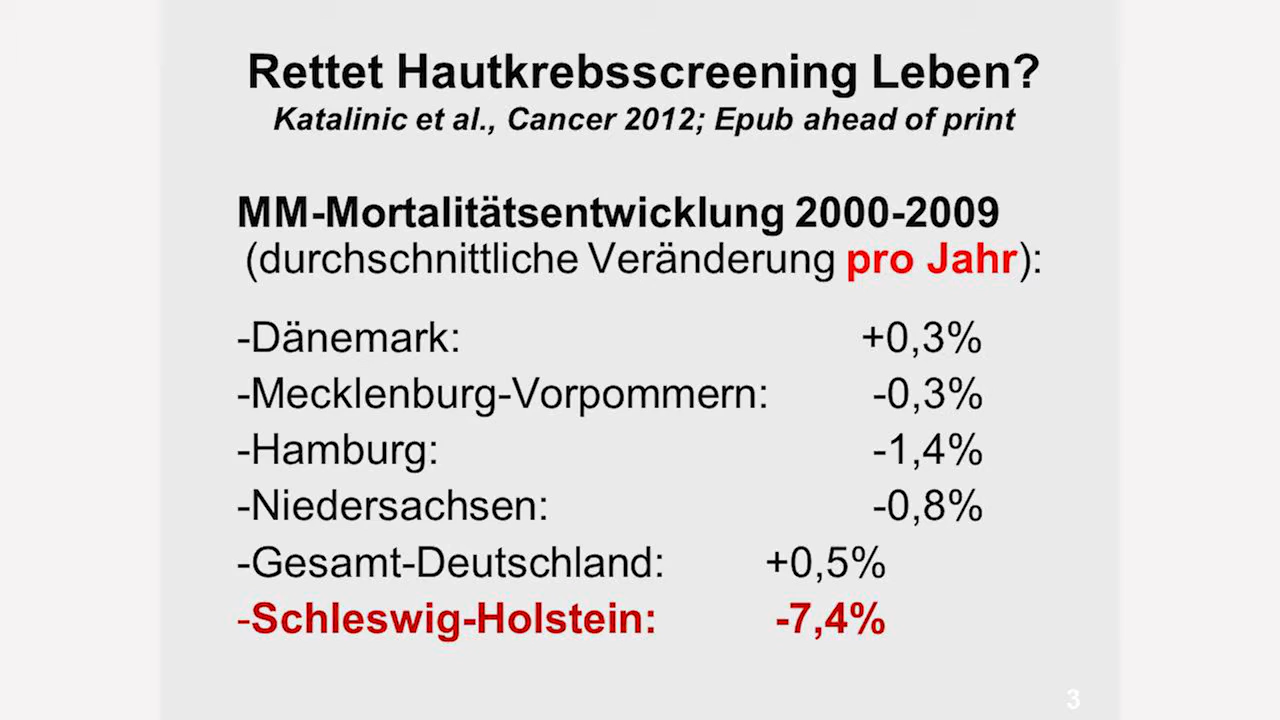 Rettet Hautkrebsscreening Leben?
Katalinic et al., Cancer 2012; Epub ahead of print
MM-Mortalitätsentwicklung 2000-2009
(durchschnittliche Veränderung pro Jahr):
-Dänemark: +0,3%
-Mecklenburg-Vorpommern: -0,3%
-Hamburg: -1,4%
-Niedersachsen: -0,8%
-Gesamt-Deutschland: +0,5%
-Schleswig-Holstein: -7,4%
3